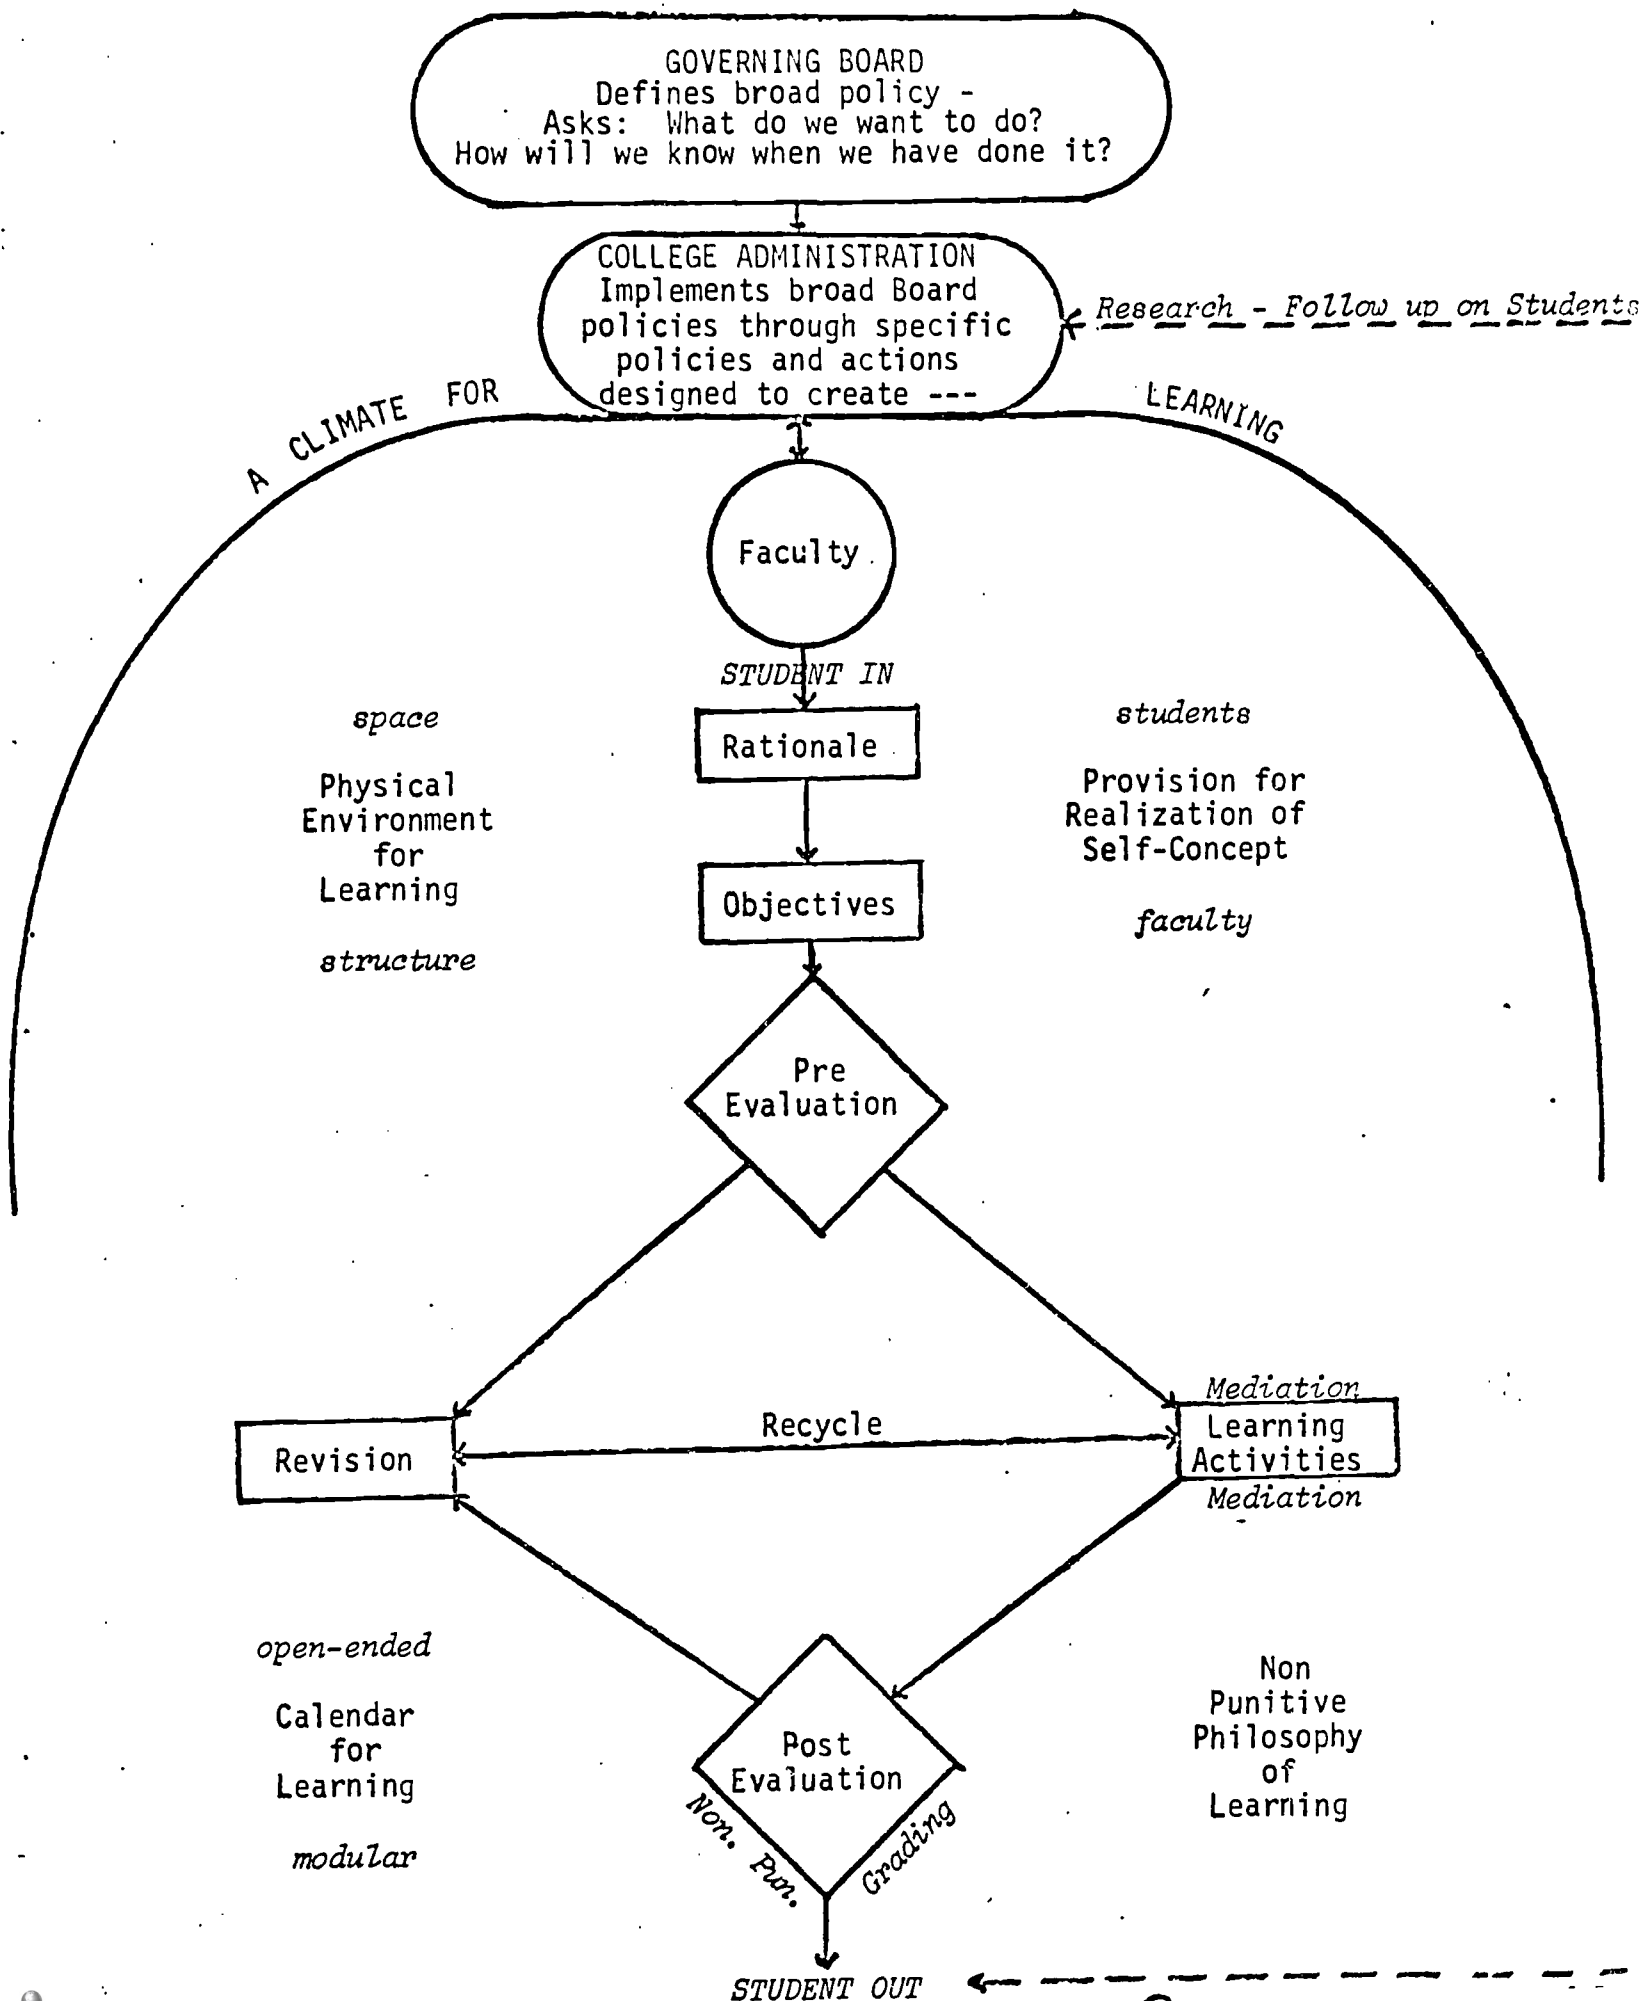 GOVERNING BOARD
Defines broad policy -
Asks: What do we want to do?
How will we know when we have done it?
COLLEGE ADMINISTRATION
Implements broad Board
policies through specific
policies and actions
designed to create ---
Research - Follow up on Students
A CLIMATE FOR
LEARNING
Faculty
STUDENT IN
Rationale
space
Physical
Environment
for
Learning
structure
students
Provision for
Realization of
Self-Concept
faculty
Objectives
Pre
Evaluation
Mediation
Learning
Activities
Mediation
Recycle
Revision
open-ended
Calendar
for
Learning
modular
Post
Evaluation
Non. Pun.
Grading
Non
Punitive
Philosophy
of
Learning
STUDENT OUT